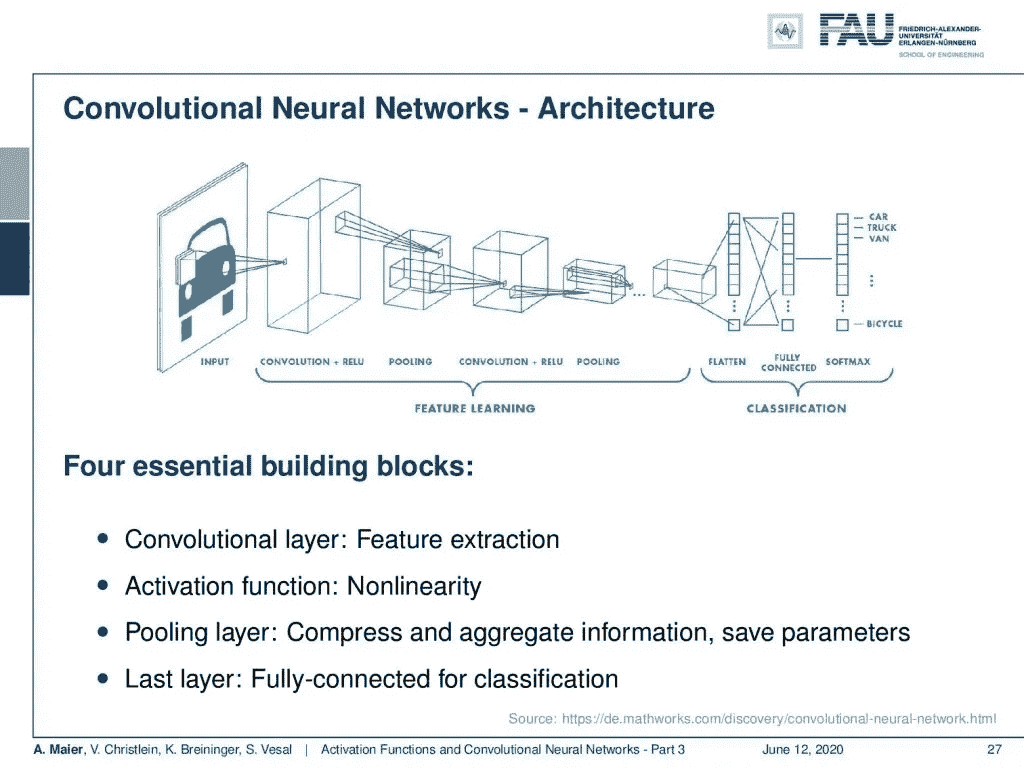 FAU
FRIEDRICH-ALEXANDER-
UNIVERSITÄT
ERLANGEN-NÜRNBERG
SCHOOL OF ENGINEERING
Convolutional Neural Networks - Architecture
CAR
TRUCK
VAN
BICYCLE
INPUT CONVOLUTION + RELU POOLING CONVOLUTION + RELU POOLING FLATTEN FULLY CONNECTED SOFTMAX
FEATURE LEARNING CLASSIFICATION
Four essential building blocks:
• Convolutional layer: Feature extraction
• Activation function: Nonlinearity
• Pooling layer: Compress and aggregate information, save parameters
• Last layer: Fully-connected for classification
Source: https://de.mathworks.com/discovery/convolutional-neural-network.html
A. Maier, V. Christlein, K. Breininger, S. Vesal | Activation Functions and Convolutional Neural Networks - Part 3 June 12, 2020 27